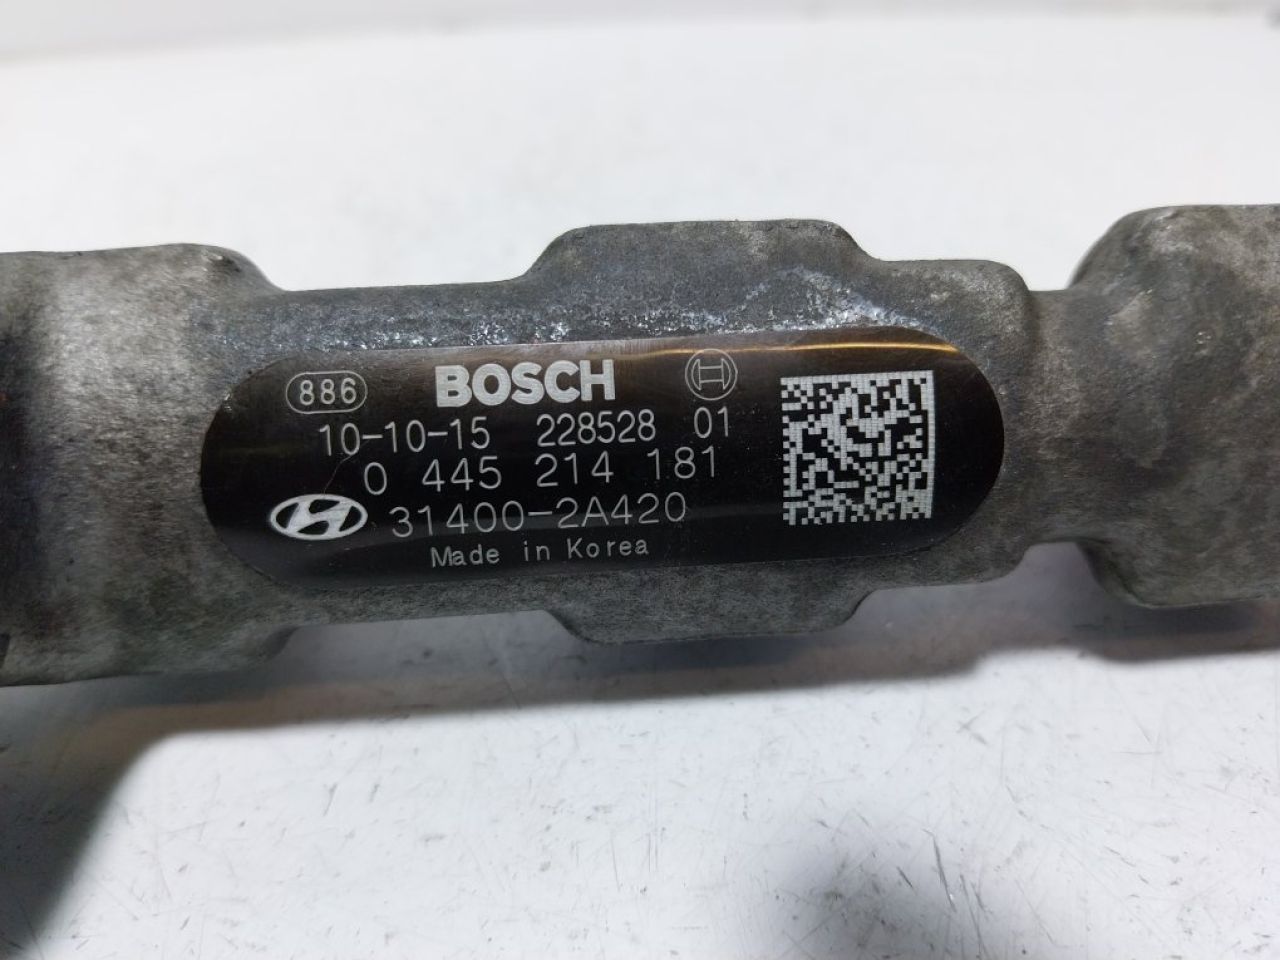 886 BOSCH
10-10-15 228528 01
0 445 214 181
31400-2A420
Made in Korea